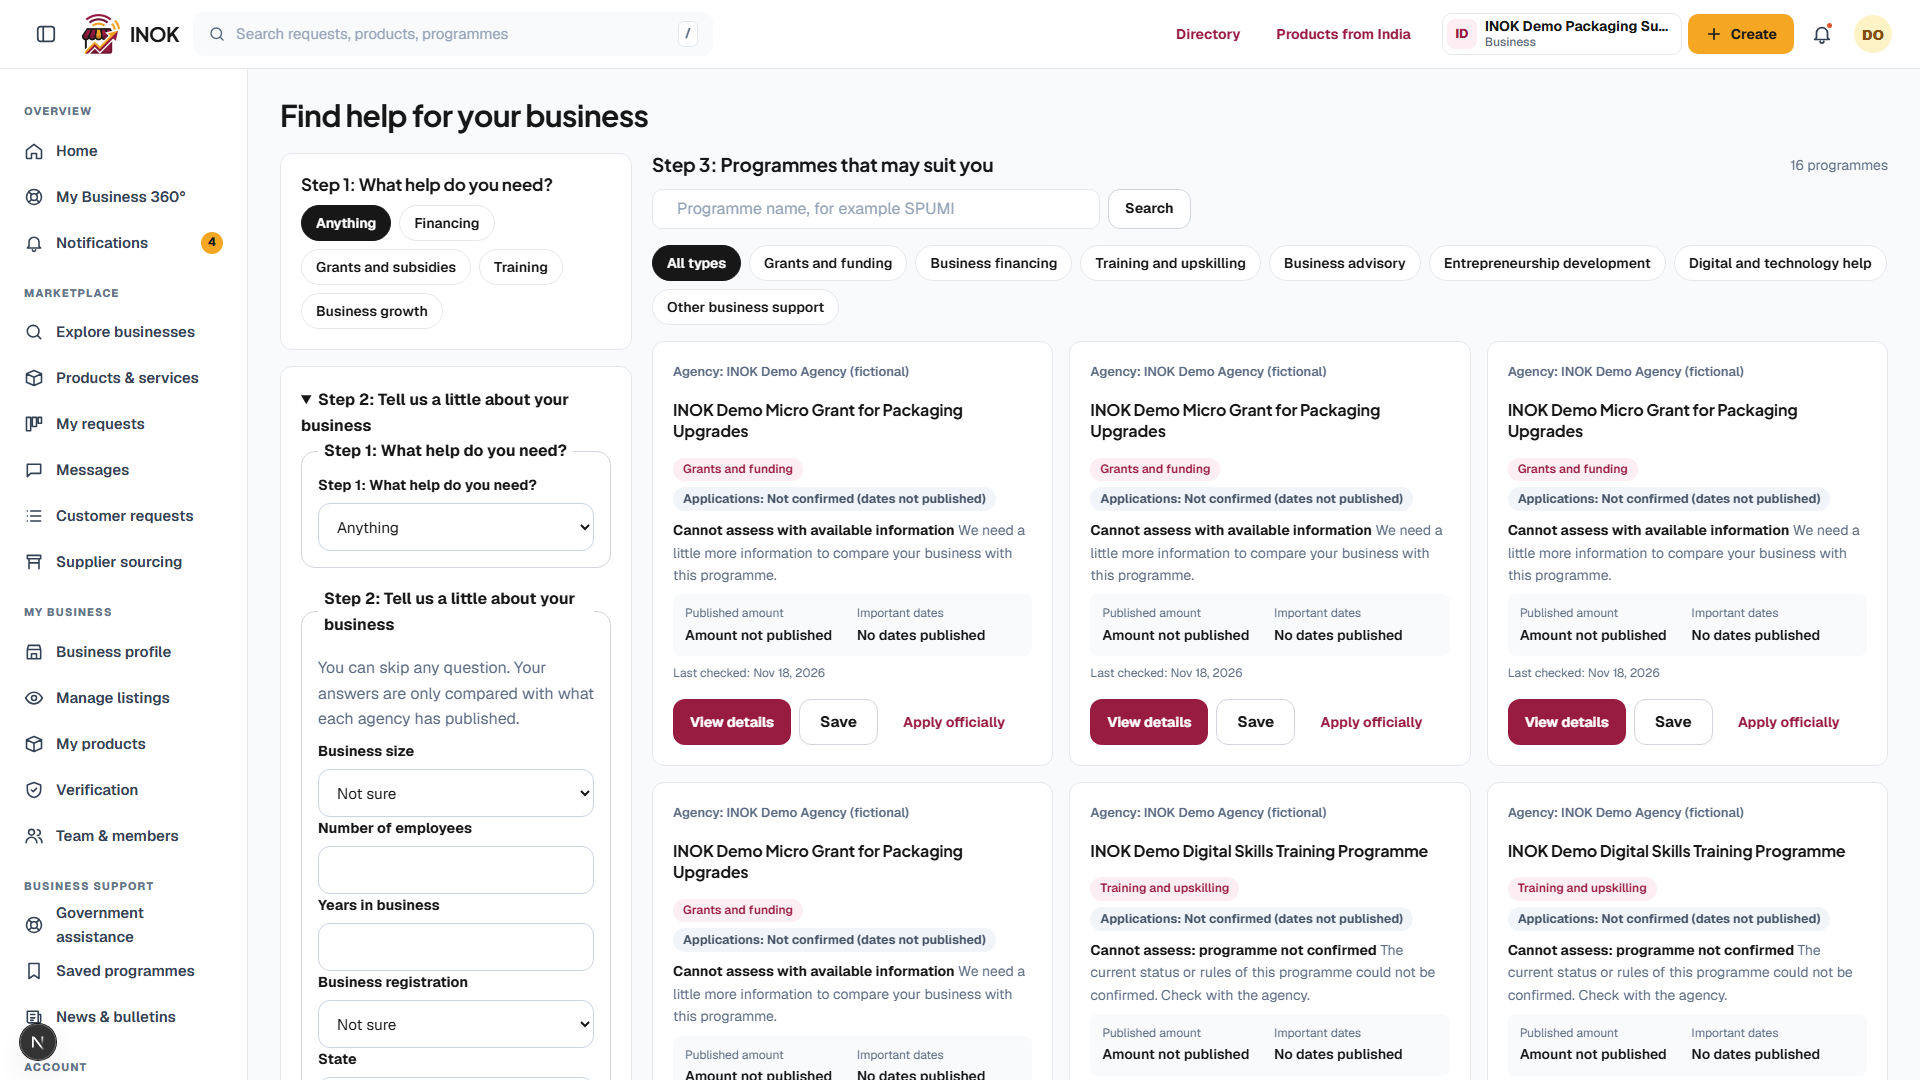 INOK
Search requests, products, programmes
/
Directory
Products from India
ID
INOK Demo Packaging Su...
Business
+ Create
DO
OVERVIEW
Home
My Business 360°
Notifications
4
MARKETPLACE
Explore businesses
Products & services
My requests
Messages
Customer requests
Supplier sourcing
MY BUSINESS
Business profile
Manage listings
My products
Verification
Team & members
BUSINESS SUPPORT
Government
assistance
Saved programmes
News & bulletins
N
ACCOUNT
Find help for your business
Step 1: What help do you need?
Anything
Financing
Grants and subsidies
Training
Business growth
▼ Step 2: Tell us a little about your
business
Step 1: What help do you need?
Step 1: What help do you need?
Anything
Step 2: Tell us a little about your
business
You can skip any question. Your
answers are only compared with what
each agency has published.
Business size
Not sure
Number of employees
Years in business
Business registration
Not sure
State
Step 3: Programmes that may suit you
16 programmes
Programme name, for example SPUMI
Search
All types
Grants and funding
Business financing
Training and upskilling
Business advisory
Entrepreneurship development
Digital and technology help
Other business support
Agency: INOK Demo Agency (fictional)
INOK Demo Micro Grant for Packaging
Upgrades
Grants and funding
Applications: Not confirmed (dates not published)
Cannot assess with available information We need a
little more information to compare your business with
this programme.
Published amount
Important dates
Amount not published
No dates published
Last checked: Nov 18, 2026
View details
Save
Apply officially
Agency: INOK Demo Agency (fictional)
INOK Demo Micro Grant for Packaging
Upgrades
Grants and funding
Applications: Not confirmed (dates not published)
Cannot assess with available information We need a
little more information to compare your business with
this programme.
Published amount
Important dates
Amount not published
No dates published
Last checked: Nov 18, 2026
View details
Save
Apply officially
Agency: INOK Demo Agency (fictional)
INOK Demo Micro Grant for Packaging
Upgrades
Grants and funding
Applications: Not confirmed (dates not published)
Cannot assess with available information We need a
little more information to compare your business with
this programme.
Published amount
Important dates
Amount not published
No dates published
Last checked: Nov 18, 2026
View details
Save
Apply officially
Agency: INOK Demo Agency (fictional)
INOK Demo Micro Grant for Packaging
Upgrades
Grants and funding
Applications: Not confirmed (dates not published)
Cannot assess with available information We need a
little more information to compare your business with
this programme.
Published amount
Important dates
Amount not published
No dates published
Agency: INOK Demo Agency (fictional)
INOK Demo Digital Skills Training Programme
Training and upskilling
Applications: Not confirmed (dates not published)
Cannot assess: programme not confirmed The
current status or rules of this programme could not be
confirmed. Check with the agency.
Published amount
Important dates
Amount not published
No dates published
Agency: INOK Demo Agency (fictional)
INOK Demo Digital Skills Training Programme
Training and upskilling
Applications: Not confirmed (dates not published)
Cannot assess: programme not confirmed The
current status or rules of this programme could not be
confirmed. Check with the agency.
Published amount
Important dates
Amount not published
No dates published